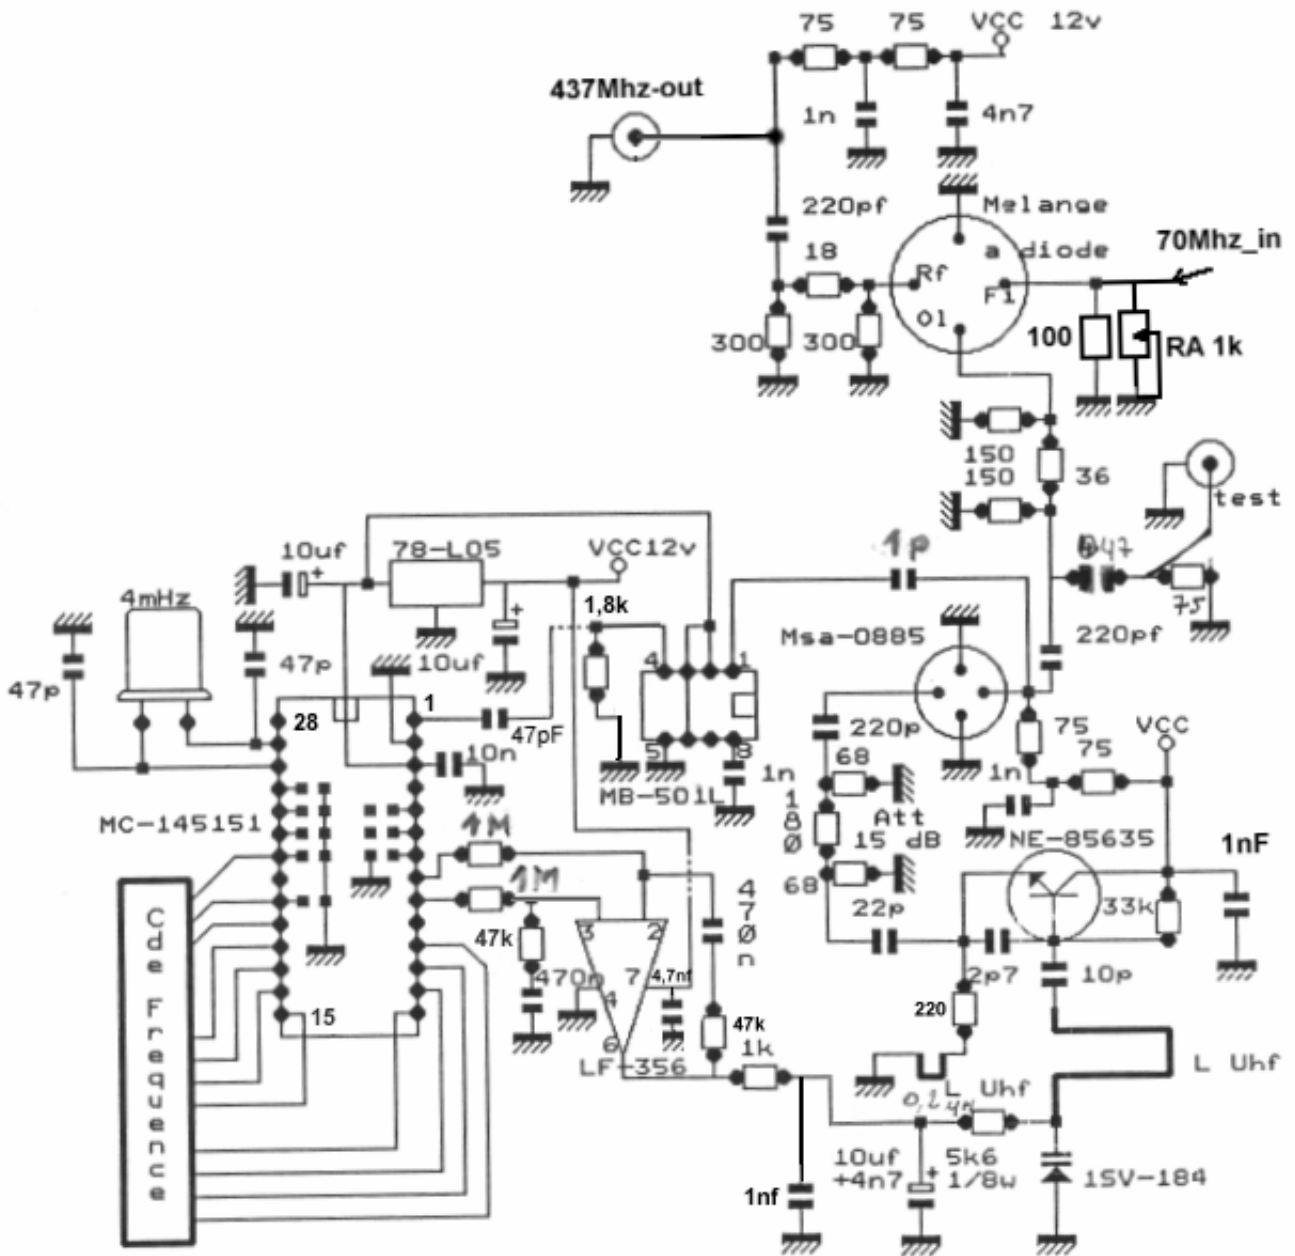 75 75 VCC 12v
437Mhz-out
1n 4n7
220pf Melange
a diode
70Mhz_in
18 Rf
F1
Ol
300 300
100 RA 1k
150
150 36
test
10uf 78-L05 VCC12v
1p
47
4mHz
1,8k
75
Msa-0885
220pf
47p 47p 10uf 4 1
28 1
47pF 220p 75
75 VCC
10n 5 8 68
1n 1n
MB-501L
MC-145151
1M
180
Att
15 dB
NE-85635
1nF
1M
68
22p 33k
470n
Cde Frequence
47k
3 2
470n 7 4,7nf
4
2p7 10p
220
15
6
47k
LF-356 1k
L Uhf
L Uhf
10uf 5k6
+4n7 1/8w
1SV-184
1nf